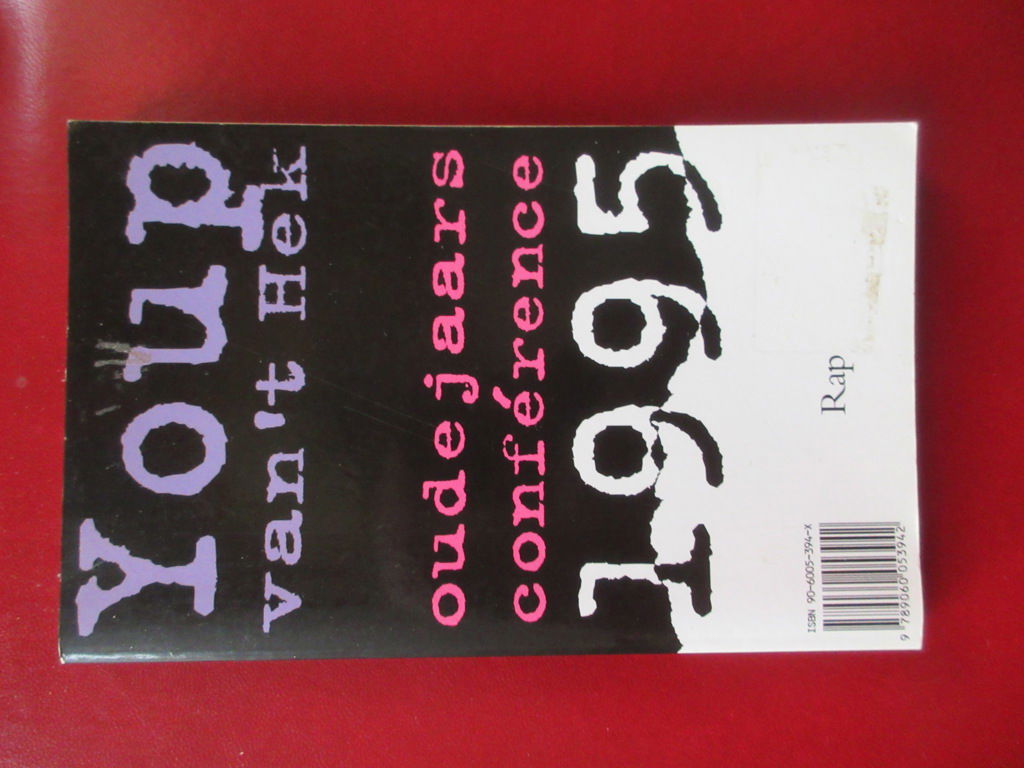 Youp
van't Hek
oudejaars
conférence
1995
Rap
ISBN 90-6005-394-X
9 789060 053942